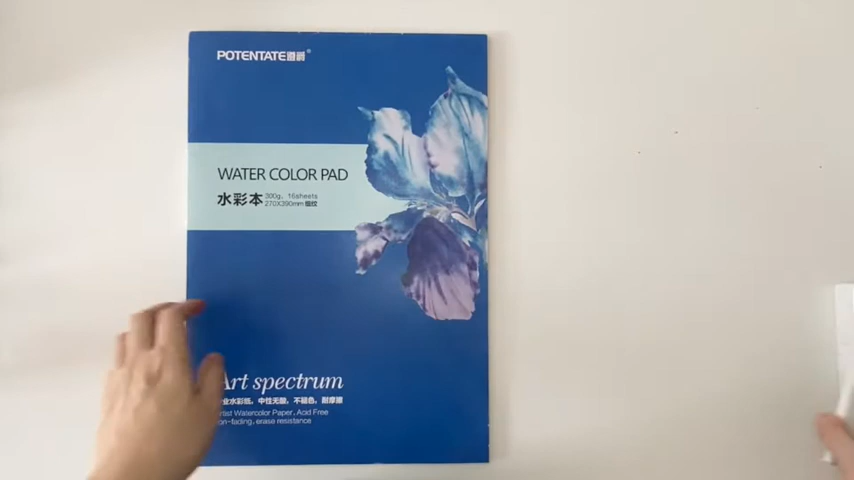 POTENTATE潜爵®
WATER COLOR PAD
水彩本
300g, 16sheets
270X390mm 细纹
Art spectrum
业水彩纸，中性无酸，不褪色，耐摩擦
rtist Watercolor Paper, Acid Free
on-fading, erase resistance